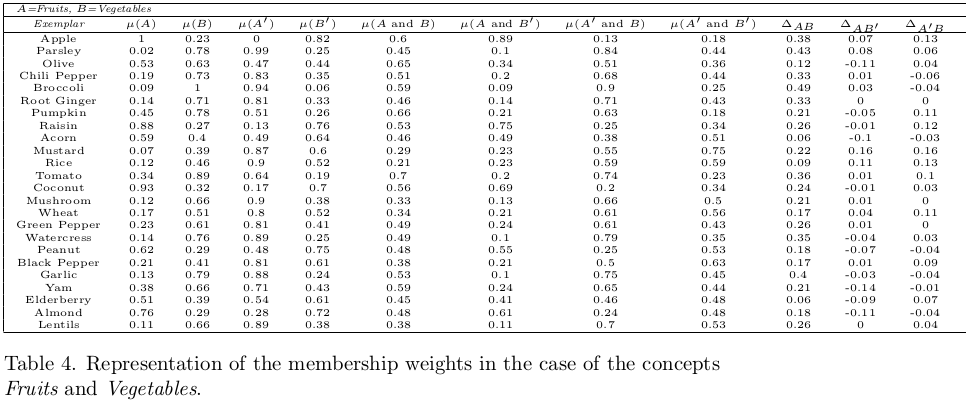 A=Fruits, B=Vegetables
Exemplar μ(A) μ(B) μ(A′) μ(B′) μ(A and B) μ(A and B′) μ(A′ and B) μ(A′ and B′) Δ_AB Δ_AB′ Δ_A′B
Apple 1 0.23 0 0.82 0.6 0.89 0.13 0.18 0.38 0.07 0.13
Parsley 0.02 0.78 0.99 0.25 0.45 0.1 0.84 0.44 0.43 0.08 0.06
Olive 0.53 0.63 0.47 0.44 0.65 0.34 0.51 0.36 0.12 -0.11 0.04
Chili Pepper 0.19 0.73 0.83 0.35 0.51 0.2 0.68 0.44 0.33 0.01 -0.06
Broccoli 0.09 1 0.94 0.06 0.59 0.09 0.9 0.25 0.49 0.03 -0.04
Root Ginger 0.14 0.71 0.81 0.33 0.46 0.14 0.71 0.43 0.33 0 0
Pumpkin 0.45 0.78 0.51 0.26 0.66 0.21 0.63 0.18 0.21 -0.05 0.11
Raisin 0.88 0.27 0.13 0.76 0.53 0.75 0.25 0.34 0.26 -0.01 0.12
Acorn 0.59 0.4 0.49 0.64 0.46 0.49 0.38 0.51 0.06 -0.1 -0.03
Mustard 0.07 0.39 0.87 0.6 0.29 0.23 0.55 0.75 0.22 0.16 0.16
Rice 0.12 0.46 0.9 0.52 0.21 0.23 0.59 0.59 0.09 0.11 0.13
Tomato 0.34 0.89 0.64 0.19 0.7 0.2 0.74 0.23 0.36 0.01 0.1
Coconut 0.93 0.32 0.17 0.7 0.56 0.69 0.2 0.34 0.24 -0.01 0.03
Mushroom 0.12 0.66 0.9 0.38 0.33 0.13 0.66 0.5 0.21 0.01 0
Wheat 0.17 0.51 0.8 0.52 0.34 0.21 0.61 0.56 0.17 0.04 0.11
Green Pepper 0.23 0.61 0.81 0.41 0.49 0.24 0.61 0.43 0.26 0.01 0
Watercress 0.14 0.76 0.89 0.25 0.49 0.1 0.79 0.35 0.35 -0.04 0.03
Peanut 0.62 0.29 0.48 0.75 0.48 0.55 0.25 0.53 0.18 -0.07 -0.04
Black Pepper 0.21 0.41 0.81 0.61 0.38 0.21 0.5 0.63 0.17 0.01 0.09
Garlic 0.13 0.79 0.88 0.24 0.53 0.1 0.75 0.45 0.4 -0.03 -0.04
Yam 0.38 0.66 0.71 0.43 0.59 0.24 0.65 0.44 0.21 -0.14 -0.01
Elderberry 0.51 0.39 0.54 0.61 0.45 0.41 0.46 0.48 0.06 -0.09 0.07
Almond 0.76 0.29 0.28 0.72 0.48 0.61 0.24 0.48 0.18 -0.11 -0.04
Lentils 0.11 0.66 0.89 0.38 0.38 0.11 0.7 0.53 0.26 0 0.04
Table 4. Representation of the membership weights in the case of the concepts
Fruits and Vegetables.